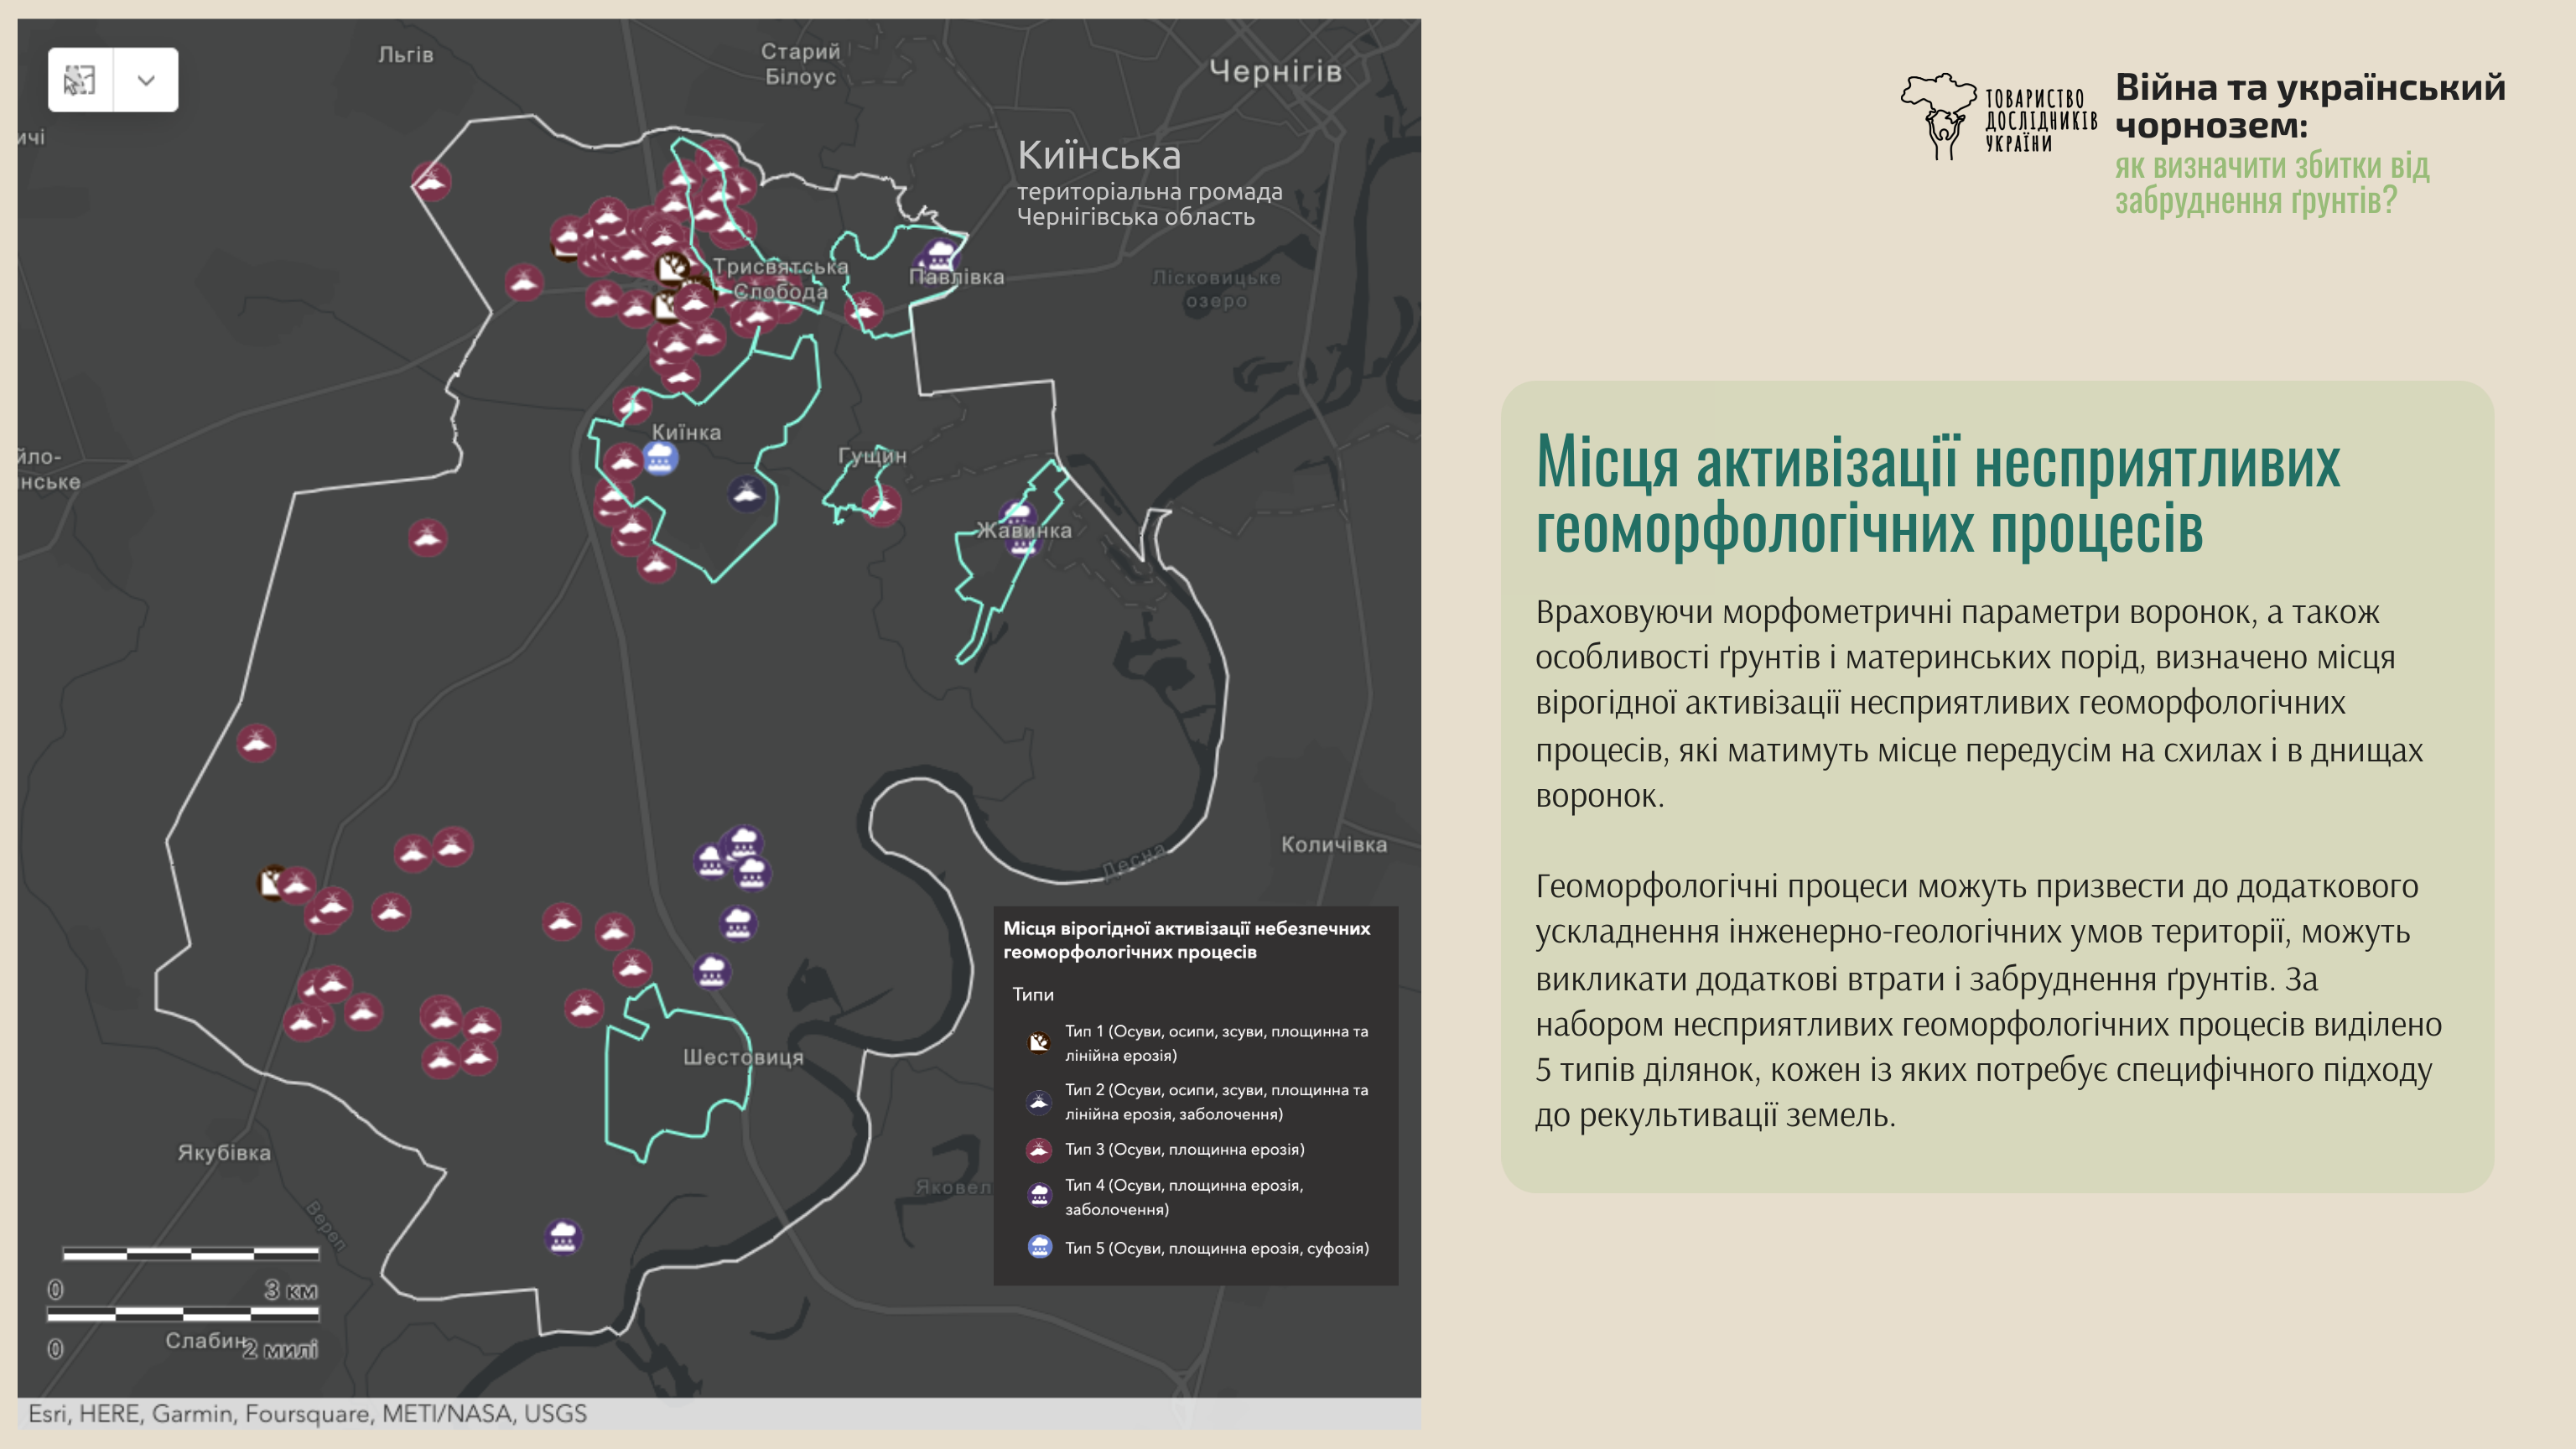 Льгів
Старий
Білоус
Чернігів
ичі
Київнська
територіальна громада
Чернігівська область
Трисвятська
Слобода
Павлівка
Лісковицьке
озеро
Київнка
Гущин
йло-
нське
Жавинка
Количівка
Десна
Шестовиця
Якубівка
Яковел
Вереп
Місця вірогідної активізації небезпечних
геоморфологічних процесів
Типи
Тип 1 (Осуви, осипи, зсуви, площинна та
лінійна ерозія)
Тип 2 (Осуви, осипи, зсуви, площинна та
лінійна ерозія, заболочення)
Тип 3 (Осуви, площинна ерозія)
Тип 4 (Осуви, площинна ерозія,
заболочення)
Тип 5 (Осуви, площинна ерозія, суфозія)
0 3 км
Слабин
0 2 милі
Esri, HERE, Garmin, Foursquare, METI/NASA, USGS
ТОВАРИСТВО
ДОСЛІДНИКІВ
УКРАЇНИ
Війна та український
чорнозем:
як визначити збитки від
забруднення ґрунтів?
Місця активізації несприятливих
геоморфологічних процесів
Враховуючи морфометричні параметри воронок, а також
особливості ґрунтів і материнських порід, визначено місця
вірогідної активізації несприятливих геоморфологічних
процесів, які матимуть місце передусім на схилах і в днищах
воронок.
Геоморфологічні процеси можуть призвести до додаткового
ускладнення інженерно-геологічних умов території, можуть
викликати додаткові втрати і забруднення ґрунтів. За
набором несприятливих геоморфологічних процесів виділено
5 типів ділянок, кожен із яких потребує специфічного підходу
до рекультивації земель.